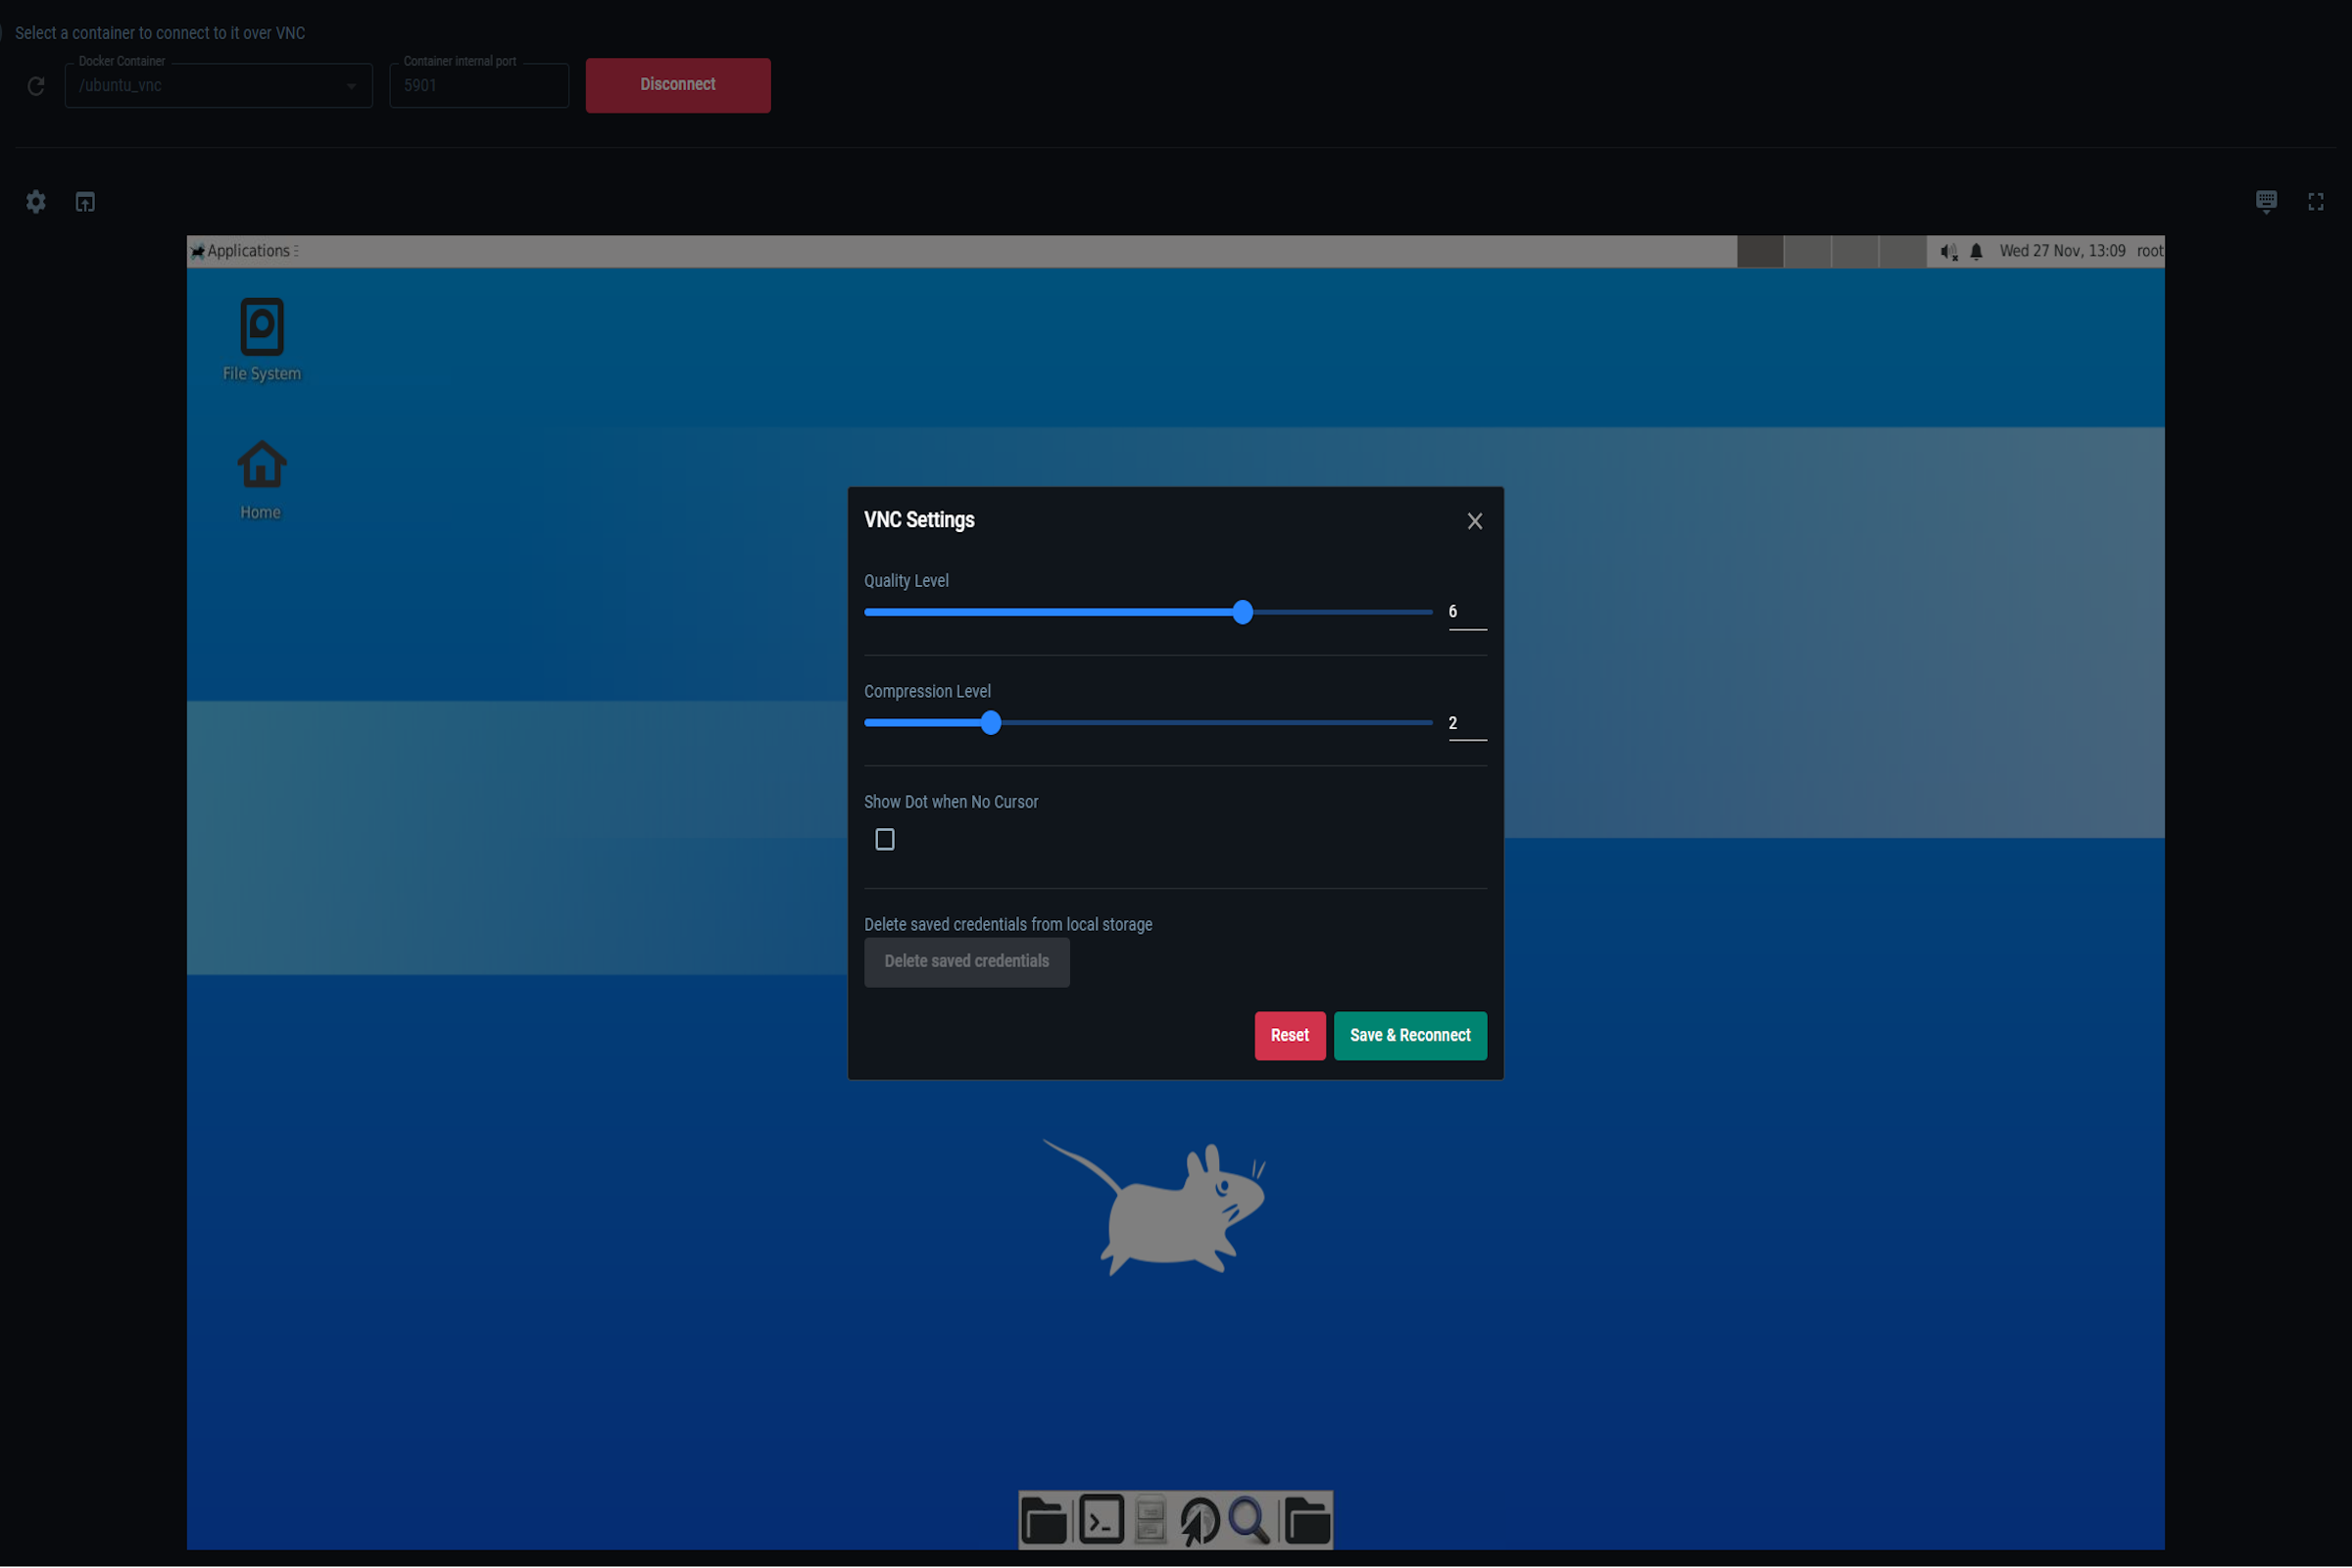 Select a container to connect to it over VNC
Docker Container
/ubuntu_vnc
Container internal port
5901
Disconnect
Applications
Wed 27 Nov, 13:09 root
File System
Home
VNC Settings
Quality Level
6
Compression Level
2
Show Dot when No Cursor
Delete saved credentials from local storage
Delete saved credentials
Reset
Save & Reconnect